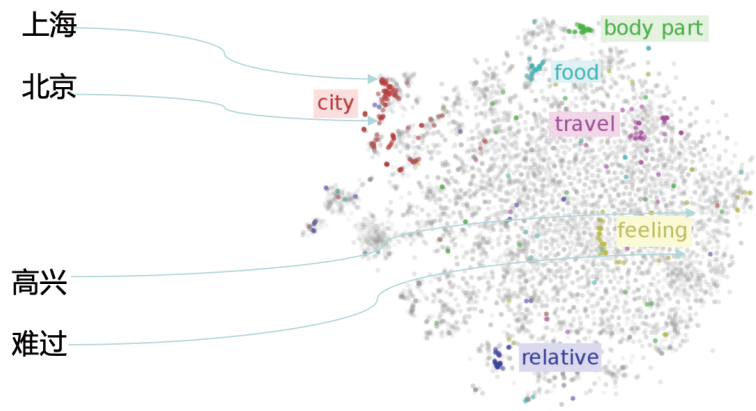 上海
body part
food
北京
city
travel
feeling
高兴
难过
relative